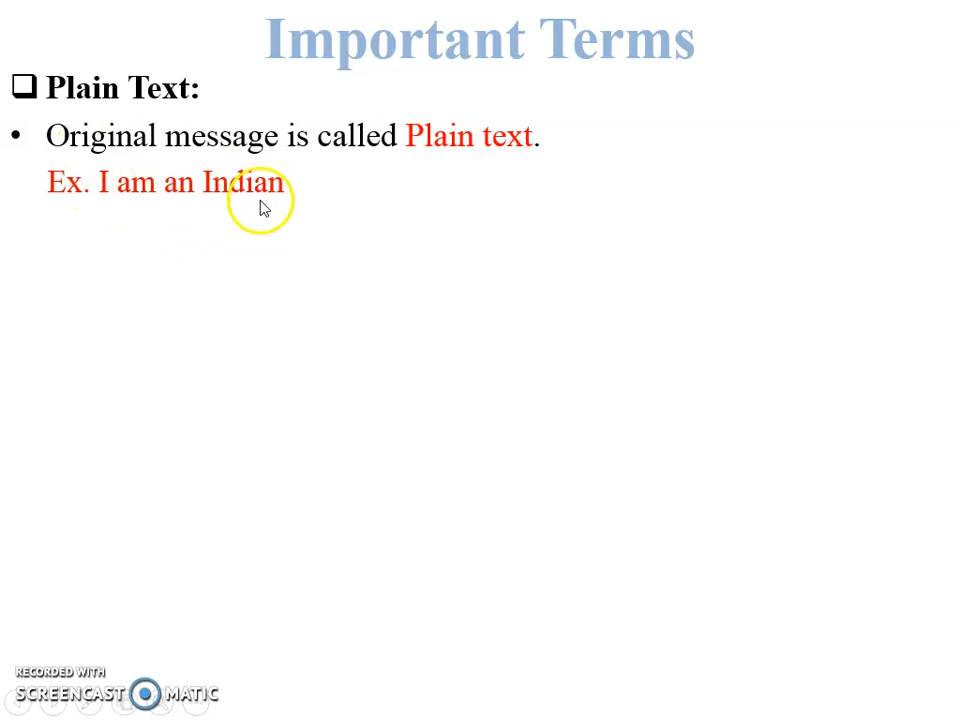 Important Terms
❑ Plain Text:
• Original message is called Plain text.
Ex. I am an Indian
RECORDED WITH
SCREENCAST MATIC